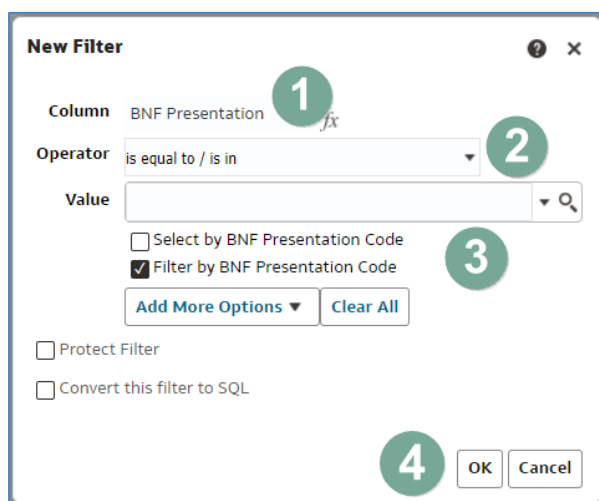 New Filter ? ×
Column BNF Presentation fx 1
Operator is equal to / is in 2
Value
Select by BNF Presentation Code
Filter by BNF Presentation Code 3
Add More Options Clear All
Protect Filter
Convert this filter to SQL
4 OK Cancel